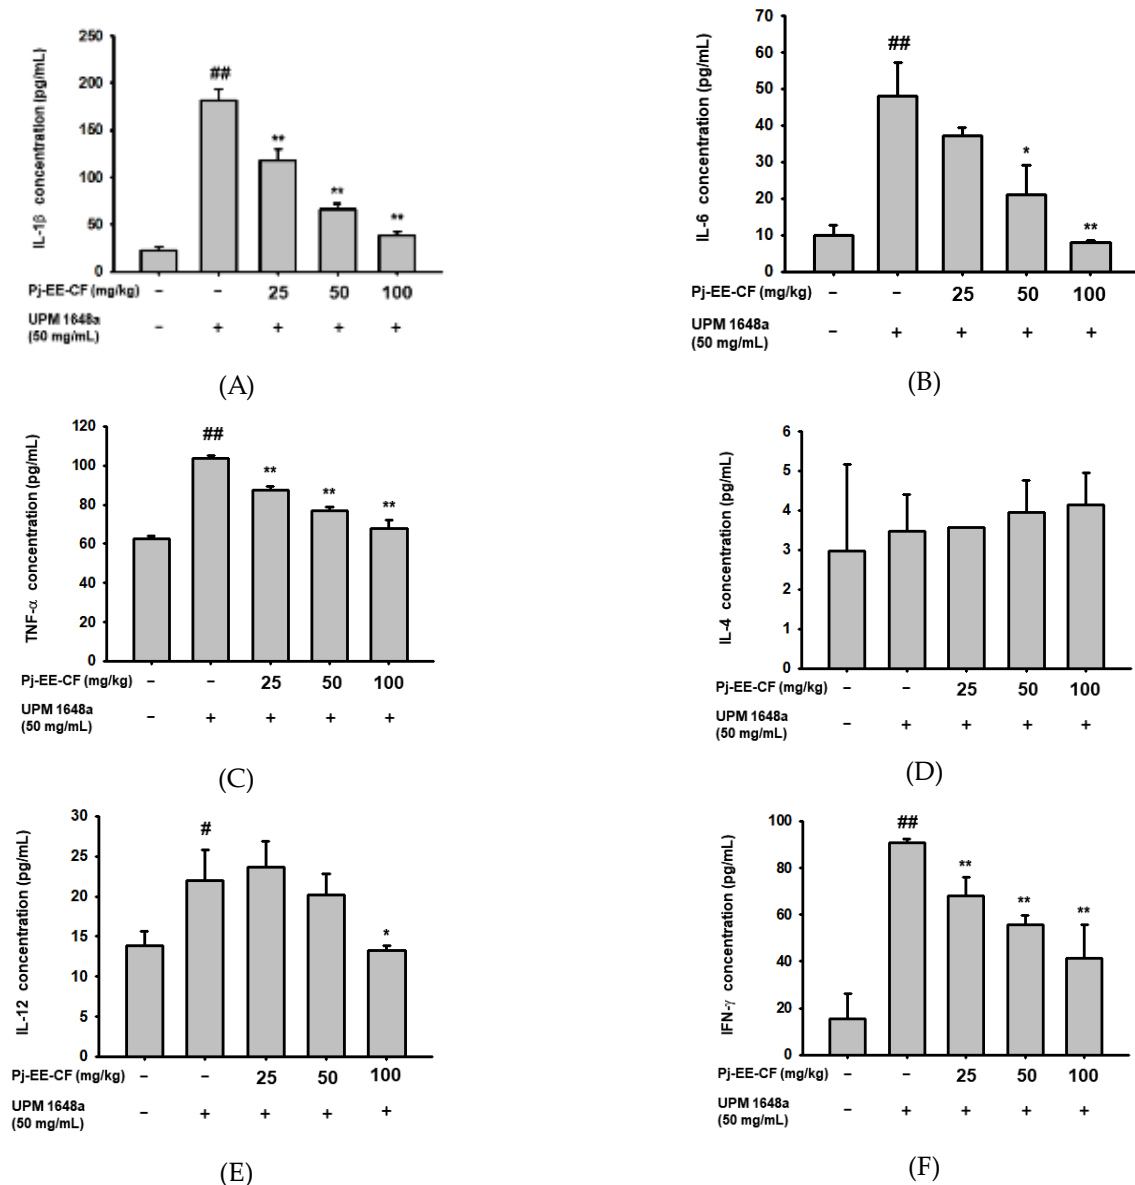 IL-1β concentration (pg/mL)
250
200
150
100
50
0
##
**
**
**
Pj-EE-CF (mg/kg) – – 25 50 100
UPM 1648a
(50 mg/mL) – + + + +
(A)
IL-6 concentration (pg/mL)
70
60
50
40
30
20
10
0
##
*
**
Pj-EE-CF (mg/kg) – – 25 50 100
UPM 1648a
(50 mg/mL) – + + + +
(B)
TNF-α concentration (pg/mL)
120
100
80
60
40
20
0
##
**
**
**
Pj-EE-CF (mg/kg) – – 25 50 100
UPM 1648a
(50 mg/mL) – + + + +
(C)
IL-4 concentration (pg/mL)
6
5
4
3
2
1
0
Pj-EE-CF (mg/kg) – – 25 50 100
UPM 1648a
(50 mg/mL) – + + + +
(D)
IL-12 concentration (pg/mL)
30
25
20
15
10
5
0
#
*
Pj-EE-CF (mg/kg) – – 25 50 100
UPM 1648a
(50 mg/mL) – + + + +
(E)
IFN-γ concentration (pg/mL)
100
80
60
40
20
0
##
**
**
**
Pj-EE-CF (mg/kg) – – 25 50 100
UPM 1648a
(50 mg/mL) – + + + +
(F)